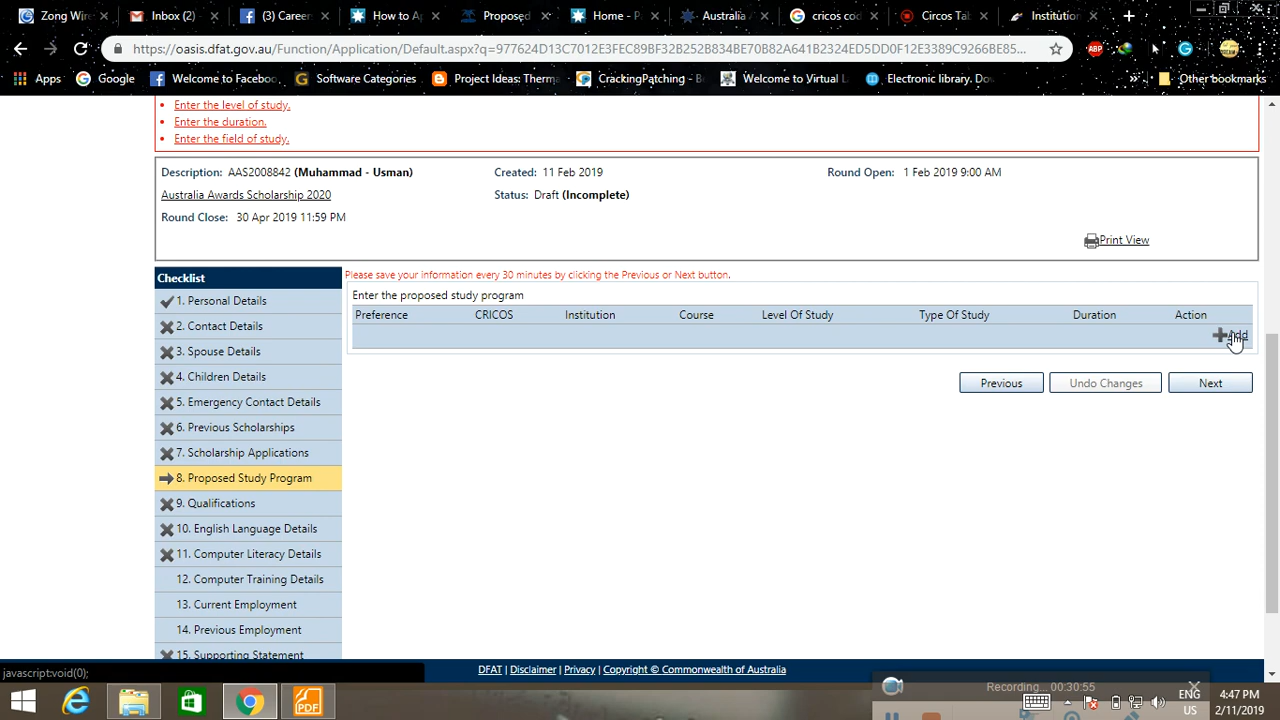 Zong Wire
Inbox (2)
(3) Career
How to Ap
Proposed
Home - P
Australia A
cricos cod
Circos Tab
Institution
https://oasis.dfat.gov.au/Function/Application/Default.aspx?q=977624D13C7012E3FEC89BF32B252B834BE70B82A641B2324ED5DD0F12E3389C9266BE85...
Apps
Google
Welcome to Faceboo
Software Categories
Project Ideas: Therma
CrackingPatching - Be
Welcome to Virtual L
Electronic library. Do
Other bookmarks
Enter the level of study.
Enter the duration.
Enter the field of study.
Description: AAS2008842 (Muhammad - Usman)
Created: 11 Feb 2019
Round Open: 1 Feb 2019 9:00 AM
Australia Awards Scholarship 2020
Status: Draft (Incomplete)
Round Close: 30 Apr 2019 11:59 PM
Print View
Checklist
1. Personal Details
2. Contact Details
3. Spouse Details
4. Children Details
5. Emergency Contact Details
6. Previous Scholarships
7. Scholarship Applications
8. Proposed Study Program
9. Qualifications
10. English Language Details
11. Computer Literacy Details
12. Computer Training Details
13. Current Employment
14. Previous Employment
15. Supporting Statement
Please save your information every 30 minutes by clicking the Previous or Next button.
Enter the proposed study program
Preference CRICOS Institution Course Level Of Study Type Of Study Duration Action
Add
Previous Undo Changes Next
DFAT | Disclaimer | Privacy | Copyright © Commonwealth of Australia
javascript:void(0);
Recording... 00:30:55
ENG
US
4:47 PM
2/11/2019